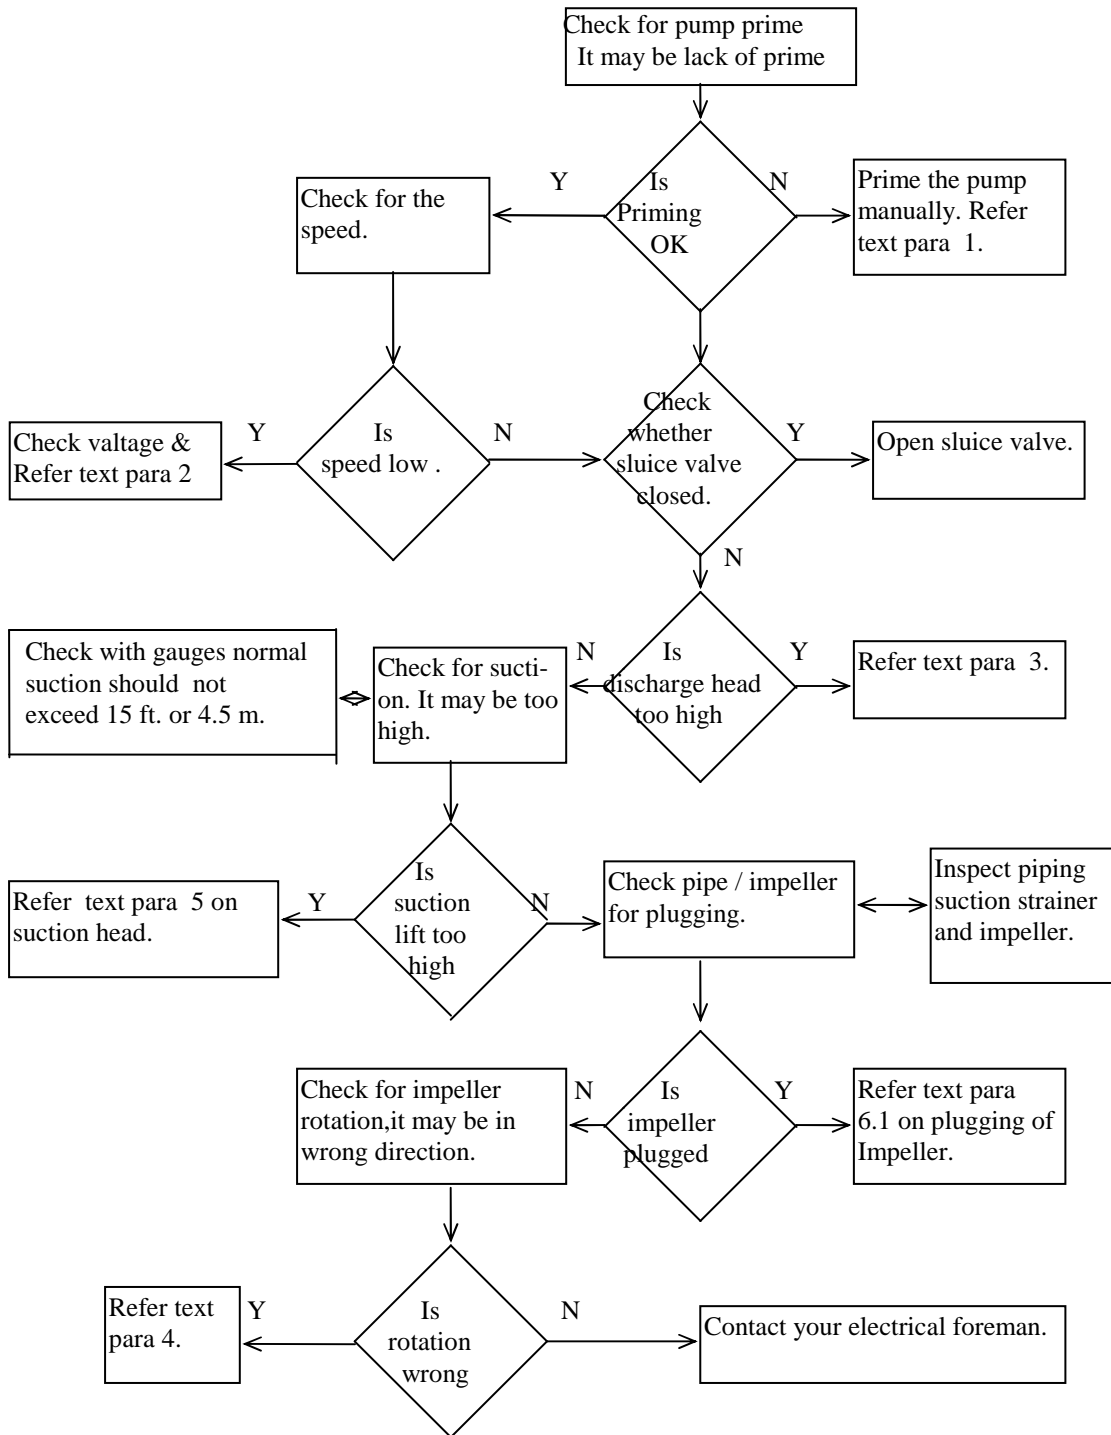 Check for pump prime
It may be lack of prime
Y
Is
Priming
OK
N
Check for the
speed.
Prime the pump
manually. Refer
text para 1.
Check valtage &
Refer text para 2
Y
Is
speed low .
N
Check
whether
sluice valve
closed.
Y
Open sluice valve.
N
Check with gauges normal
suction should not
exceed 15 ft. or 4.5 m.
Check for sucti-
on. It may be too
high.
N
Is
discharge head
too high
Y
Refer text para 3.
Refer text para 5 on
suction head.
Y
Is
suction
lift too
high
N
Check pipe / impeller
for plugging.
Inspect piping
suction strainer
and impeller.
Check for impeller
rotation,it may be in
wrong direction.
N
Is
impeller
plugged
Y
Refer text para
6.1 on plugging of
Impeller.
Refer text
para 4.
Y
Is
rotation
wrong
N
Contact your electrical foreman.